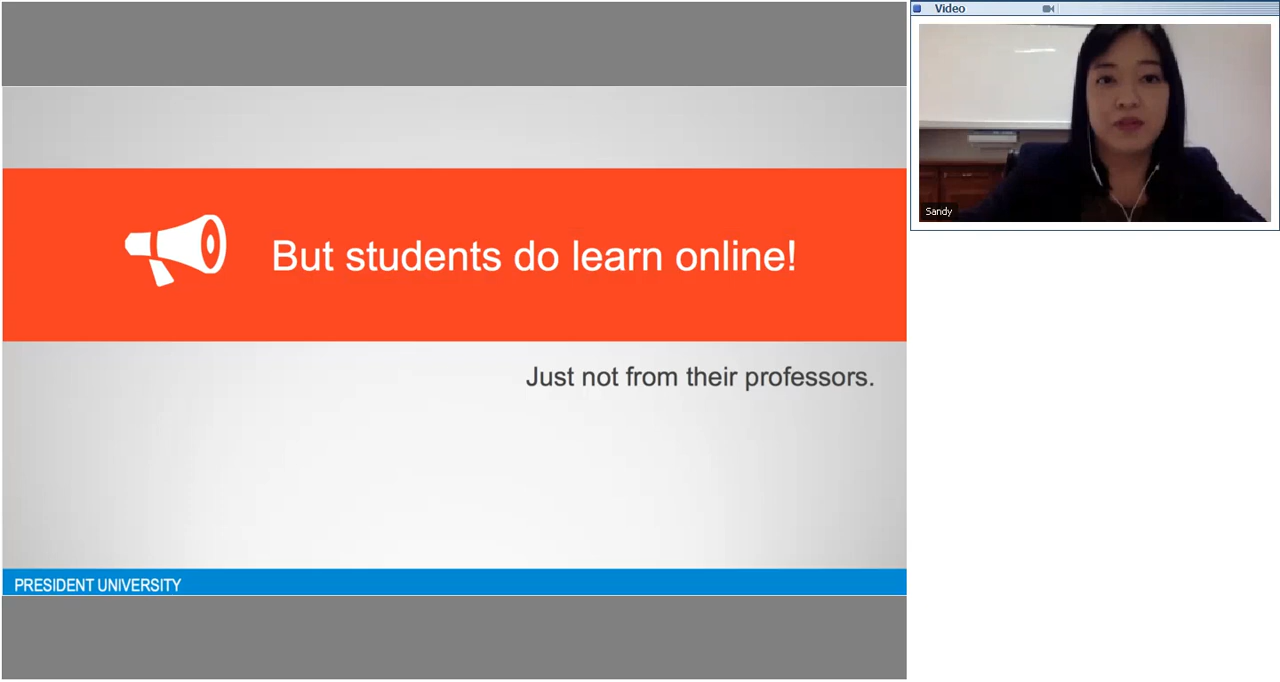 Video
Sandy
But students do learn online!
Just not from their professors.
PRESIDENT UNIVERSITY